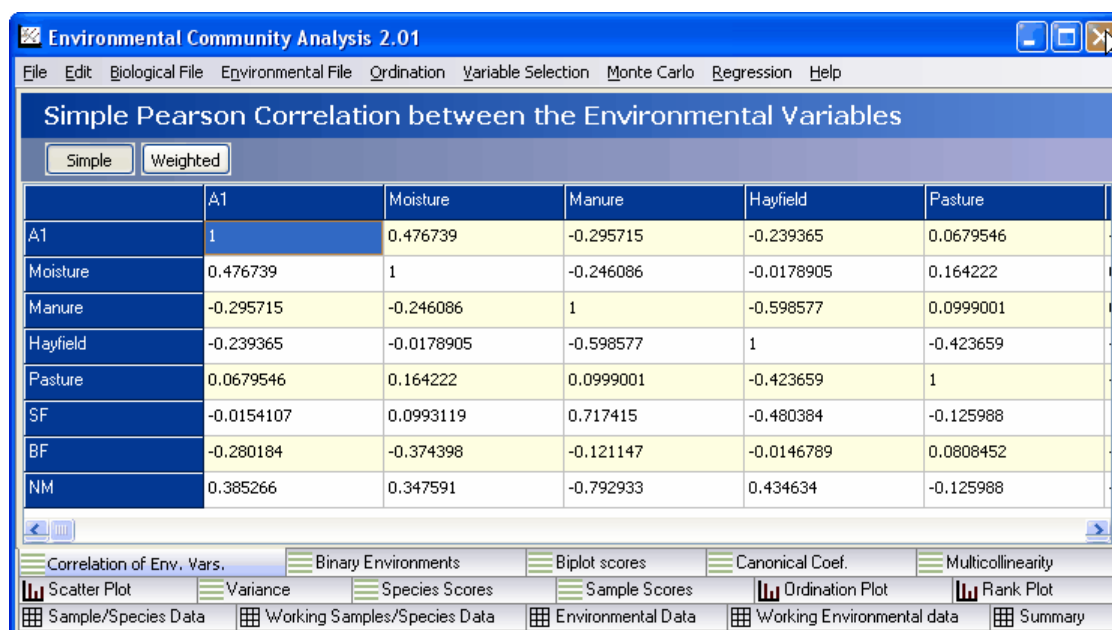 Environmental Community Analysis 2.01
File Edit Biological File Environmental File Ordination Variable Selection Monte Carlo Regression Help
Simple Pearson Correlation between the Environmental Variables
Simple Weighted
A1 Moisture Manure Hayfield Pasture
A1 1 0.476739 -0.295715 -0.239365 0.0679546
Moisture 0.476739 1 -0.246086 -0.0178905 0.164222
Manure -0.295715 -0.246086 1 -0.598577 0.0999001
Hayfield -0.239365 -0.0178905 -0.598577 1 -0.423659
Pasture 0.0679546 0.164222 0.0999001 -0.423659 1
SF -0.0154107 0.0993119 0.717415 -0.480384 -0.125988
BF -0.280184 -0.374398 -0.121147 -0.0146789 0.0808452
NM 0.385266 0.347591 -0.792933 0.434634 -0.125988
Correlation of Env. Vars. Binary Environments Biplot scores Canonical Coef. Multicollinearity
Scatter Plot Variance Species Scores Sample Scores Ordination Plot Rank Plot
Sample/Species Data Working Samples/Species Data Environmental Data Working Environmental data Summary